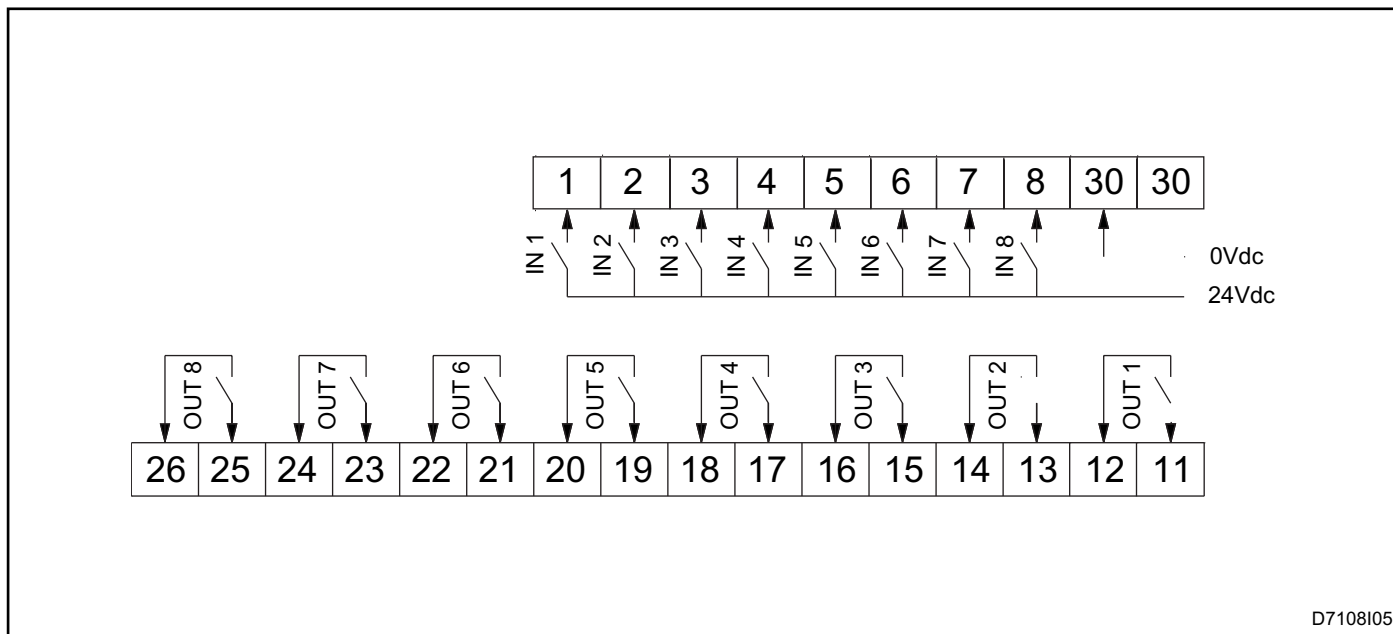 1 2 3 4 5 6 7 8 30 30
IN 1 IN 2 IN 3 IN 4 IN 5 IN 6 IN 7 IN 8
0Vdc
24Vdc
OUT 8 OUT 7 OUT 6 OUT 5 OUT 4 OUT 3 OUT 2 OUT 1
26 25 24 23 22 21 20 19 18 17 16 15 14 13 12 11
D7108I05